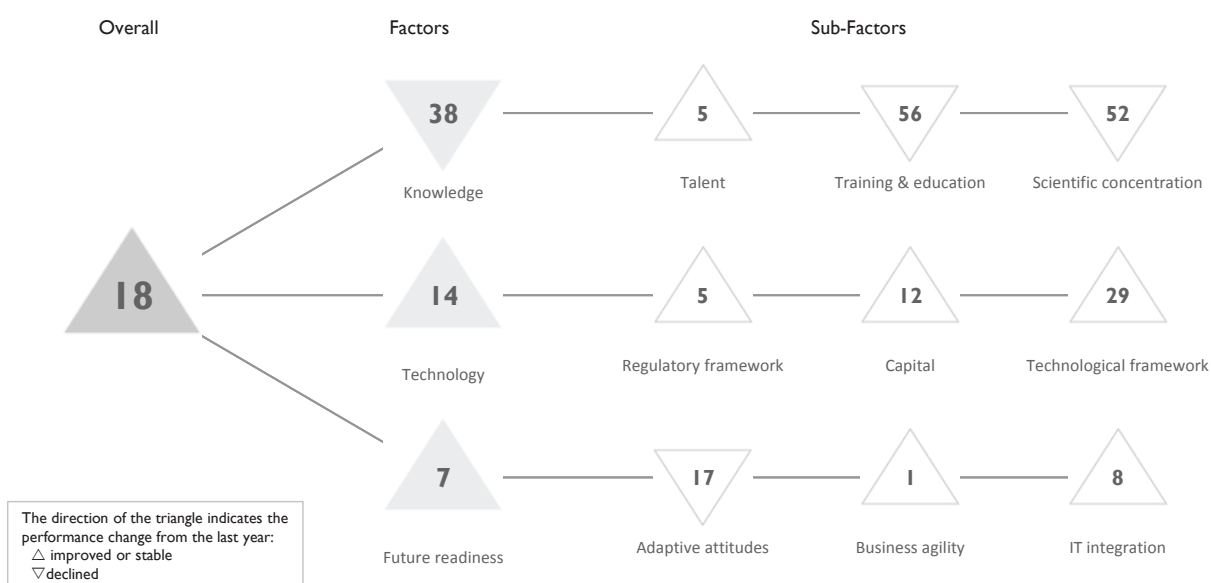 Overall
Factors
Sub-Factors
38
5
56
52
Knowledge
Talent
Training & education
Scientific concentration
18
14
5
12
29
Technology
Regulatory framework
Capital
Technological framework
7
17
1
8
Future readiness
Adaptive attitudes
Business agility
IT integration
The direction of the triangle indicates the
performance change from the last year:
△ improved or stable
▽ declined